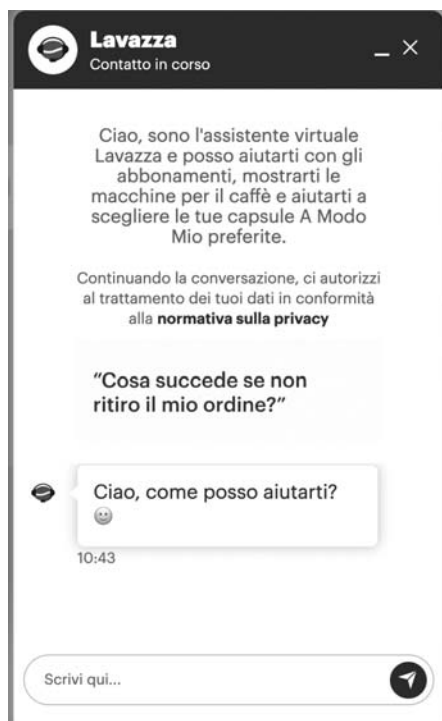 Lavazza
Contatto in corso
Ciao, sono l'assistente virtuale
Lavazza e posso aiutarti con gli
abbonamenti, mostrarti le
macchine per il caffè e aiutarti a
scegliere le tue capsule A Modo
Mio preferite.
Continuando la conversazione, ci autorizzi
al trattamento dei tuoi dati in conformità
alla normativa sulla privacy
“Cosa succede se non
ritiro il mio ordine?”
Ciao, come posso aiutarti?
10:43
Scrivi qui...